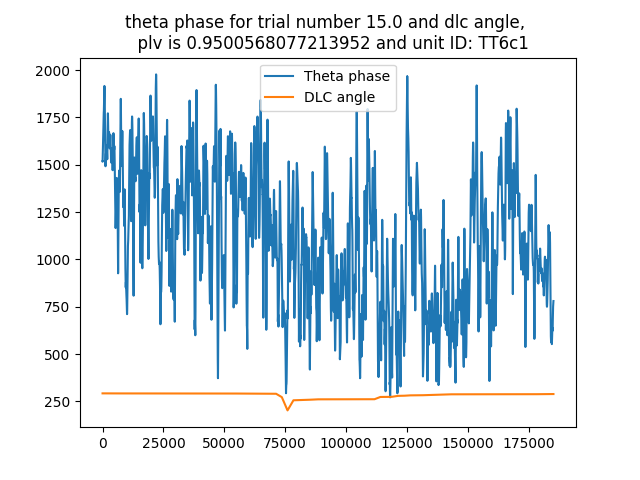 theta phase for trial number 15.0 and dlc angle,
plv is 0.9500568077213952 and unit ID: TT6c1
Theta phase
DLC angle
2000
1750
1500
1250
1000
750
500
250
0 25000 50000 75000 100000 125000 150000 175000